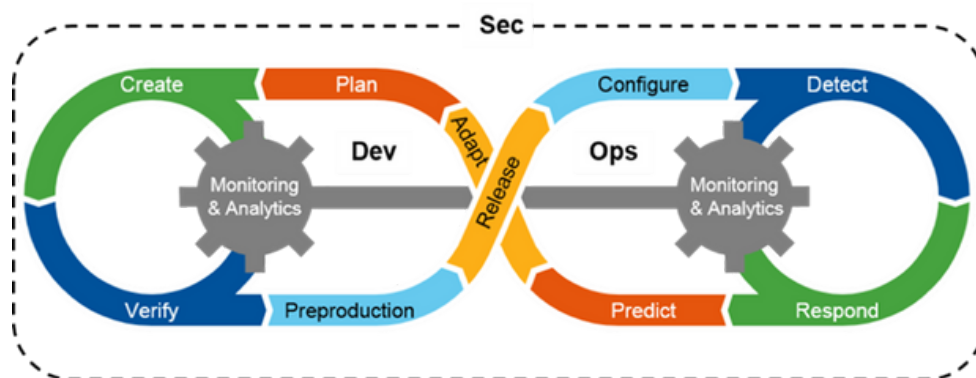 Sec
Create
Plan
Configure
Detect
Dev
Adapt
Release
Ops
Monitoring
& Analytics
Monitoring
& Analytics
Verify
Preproduction
Predict
Respond